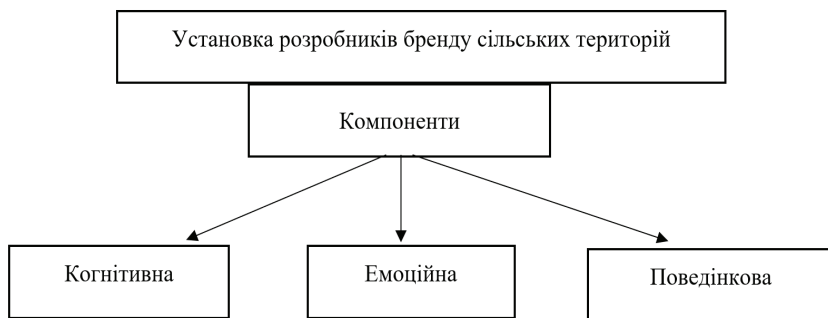 Установка розробників бренду сільських територій
Компоненти
Когнітивна
Емоційна
Поведінкова